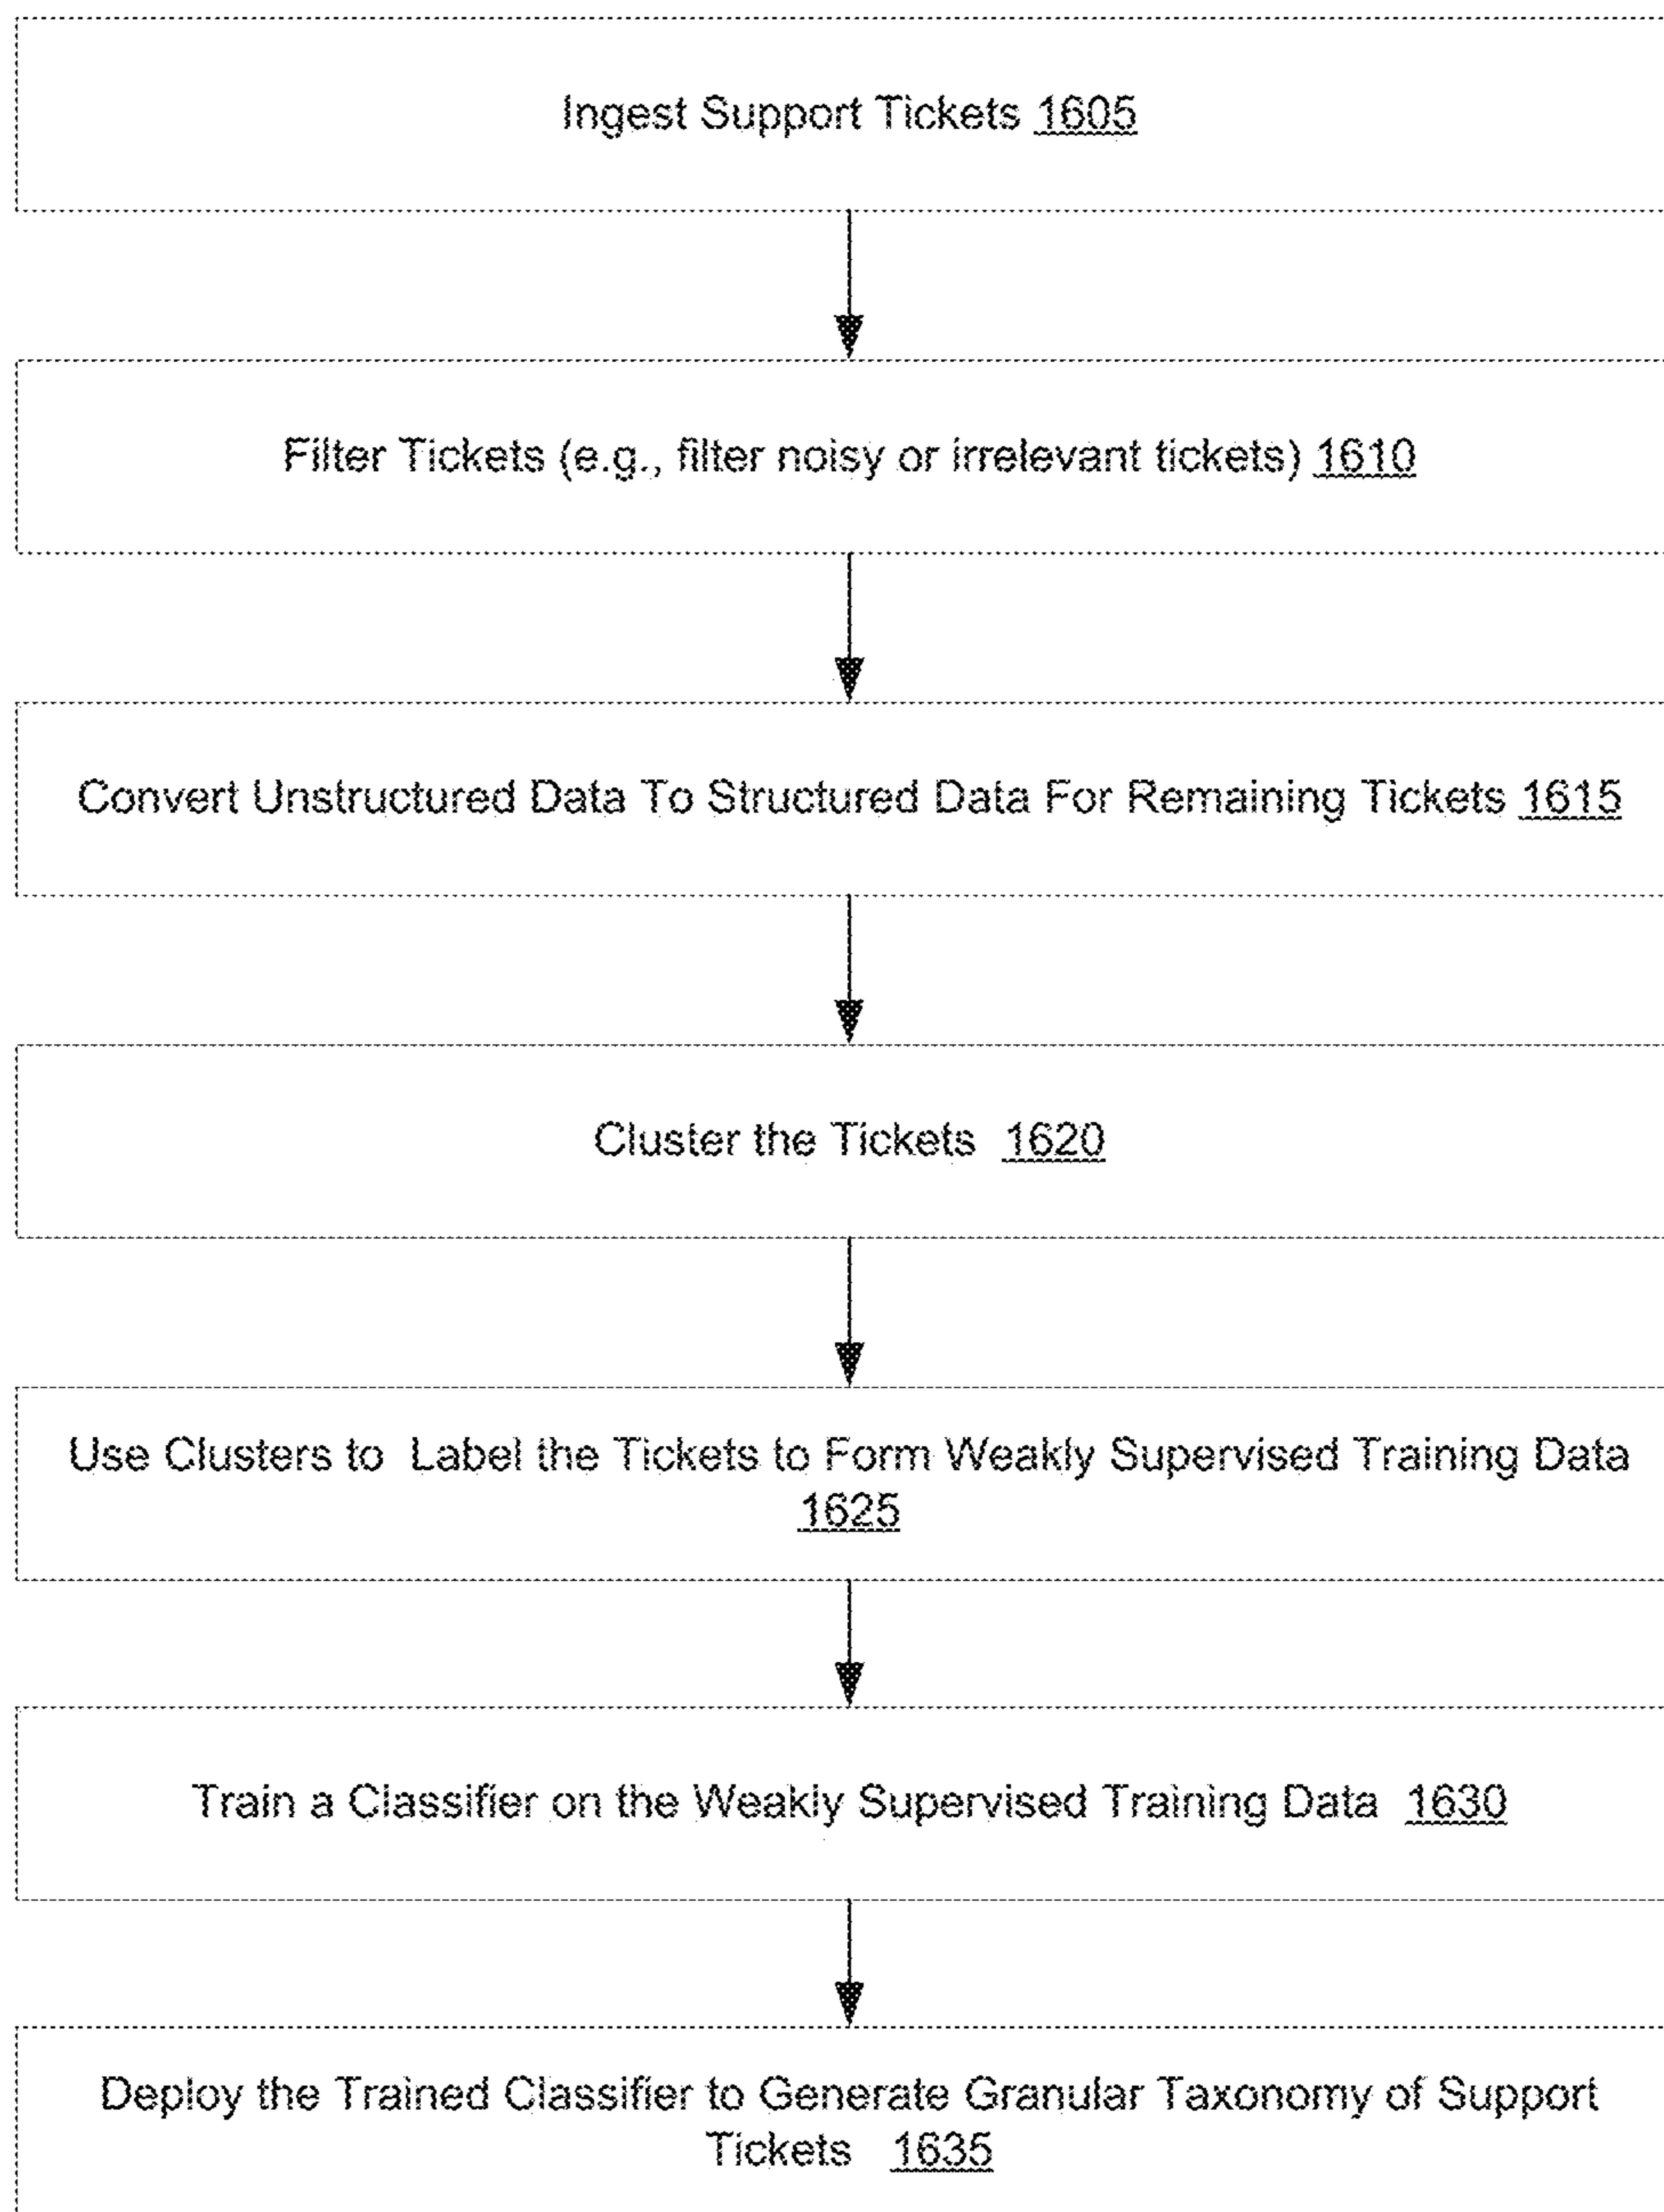 Ingest Support Tickets 1605
Filter Tickets (e.g., filter noisy or irrelevant tickets) 1610
Convert Unstructured Data To Structured Data For Remaining Tickets 1615
Cluster the Tickets 1620
Use Clusters to Label the Tickets to Form Weakly Supervised Training Data
1625
Train a Classifier on the Weakly Supervised Training Data 1630
Deploy the Trained Classifier to Generate Granular Taxonomy of Support
Tickets 1635